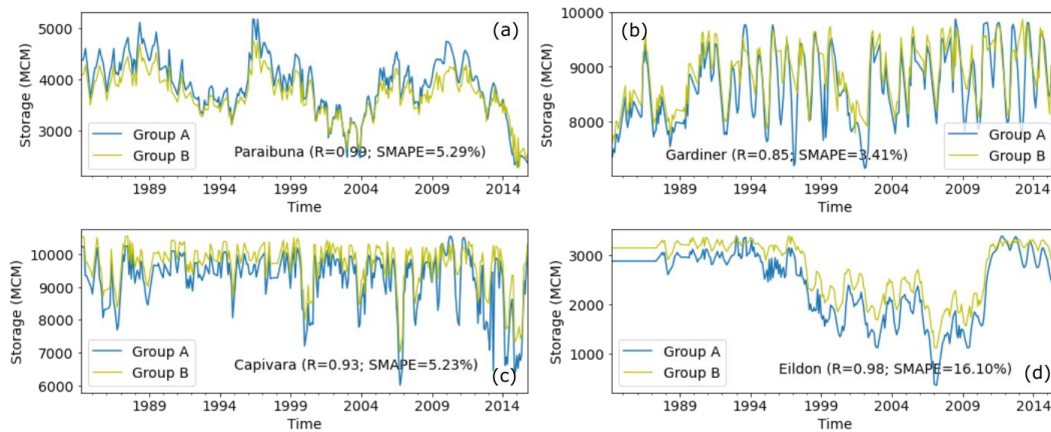 (a)
5000
4000
3000
Storage (MCM)
Group A
Group B
Paraibuna (R=0.99; SMAPE=5.29%)
1989 1994 1999 2004 2009 2014
Time
(b)
10000
9000
8000
Storage (MCM)
Group A
Group B
Gardiner (R=0.85; SMAPE=3.41%)
1989 1994 1999 2004 2009 2014
Time
10000
9000
8000
7000
6000
Storage (MCM)
Group A
Group B
Capivara (R=0.93; SMAPE=5.23%)
(c)
1989 1994 1999 2004 2009 2014
Time
3000
2000
1000
Storage (MCM)
Group A
Group B
Eildon (R=0.98; SMAPE=16.10%)
(d)
1989 1994 1999 2004 2009 2014
Time